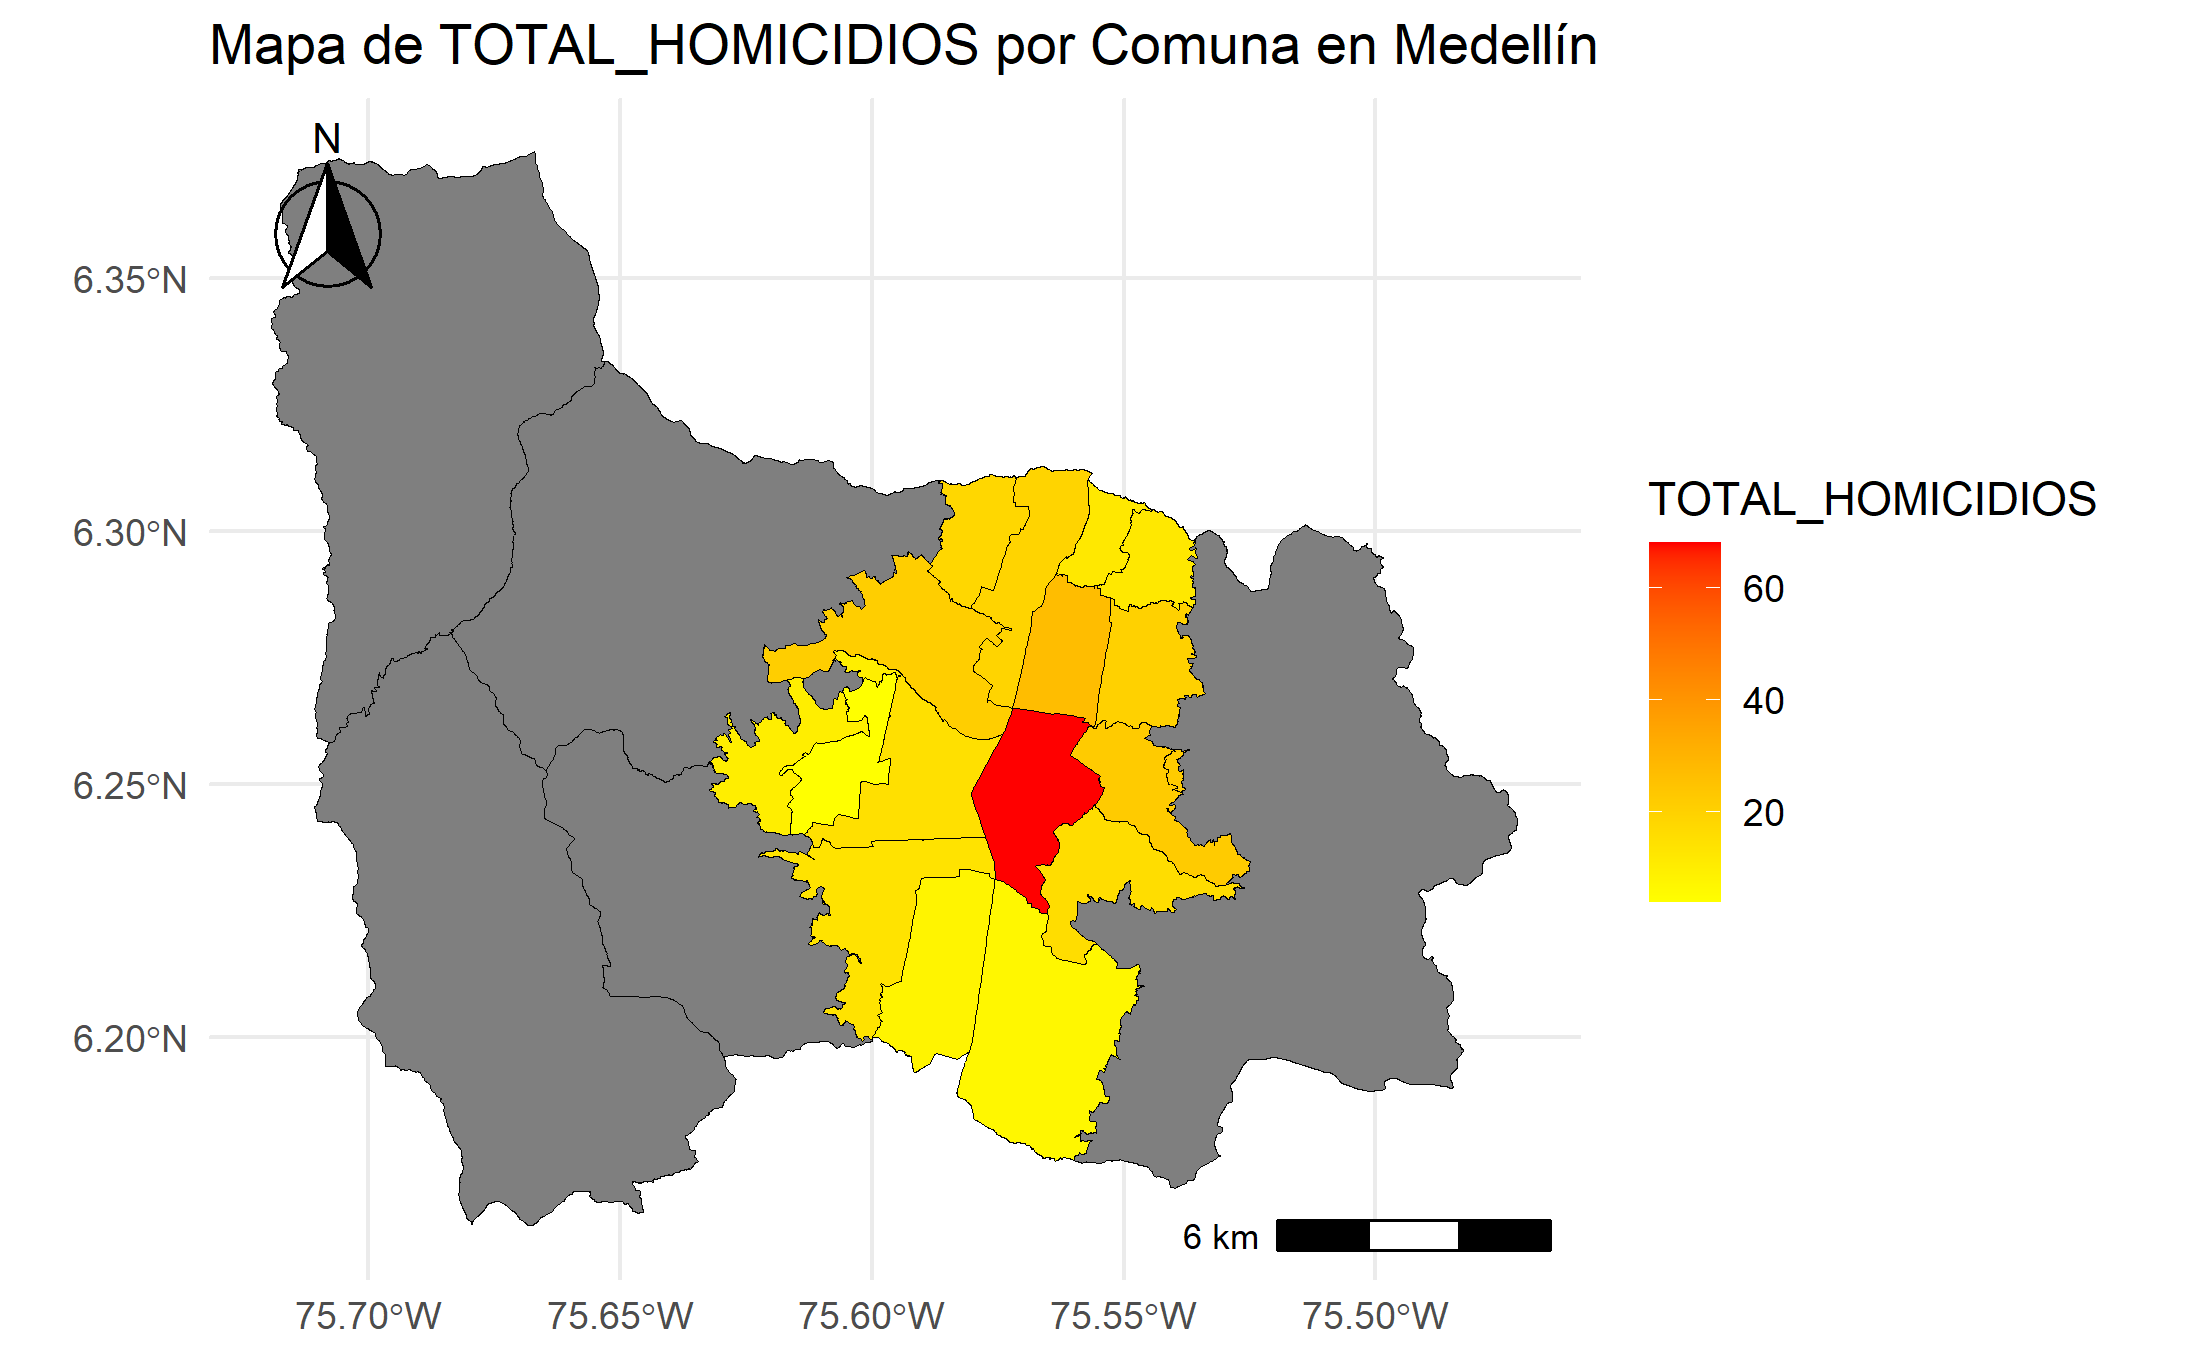 Mapa de TOTAL_HOMICIDIOS por Comuna en Medellín
N
6.35°N
6.30°N
6.25°N
6.20°N
75.70°W
75.65°W
75.60°W
75.55°W
75.50°W
6 km
TOTAL_HOMICIDIOS
60
40
20